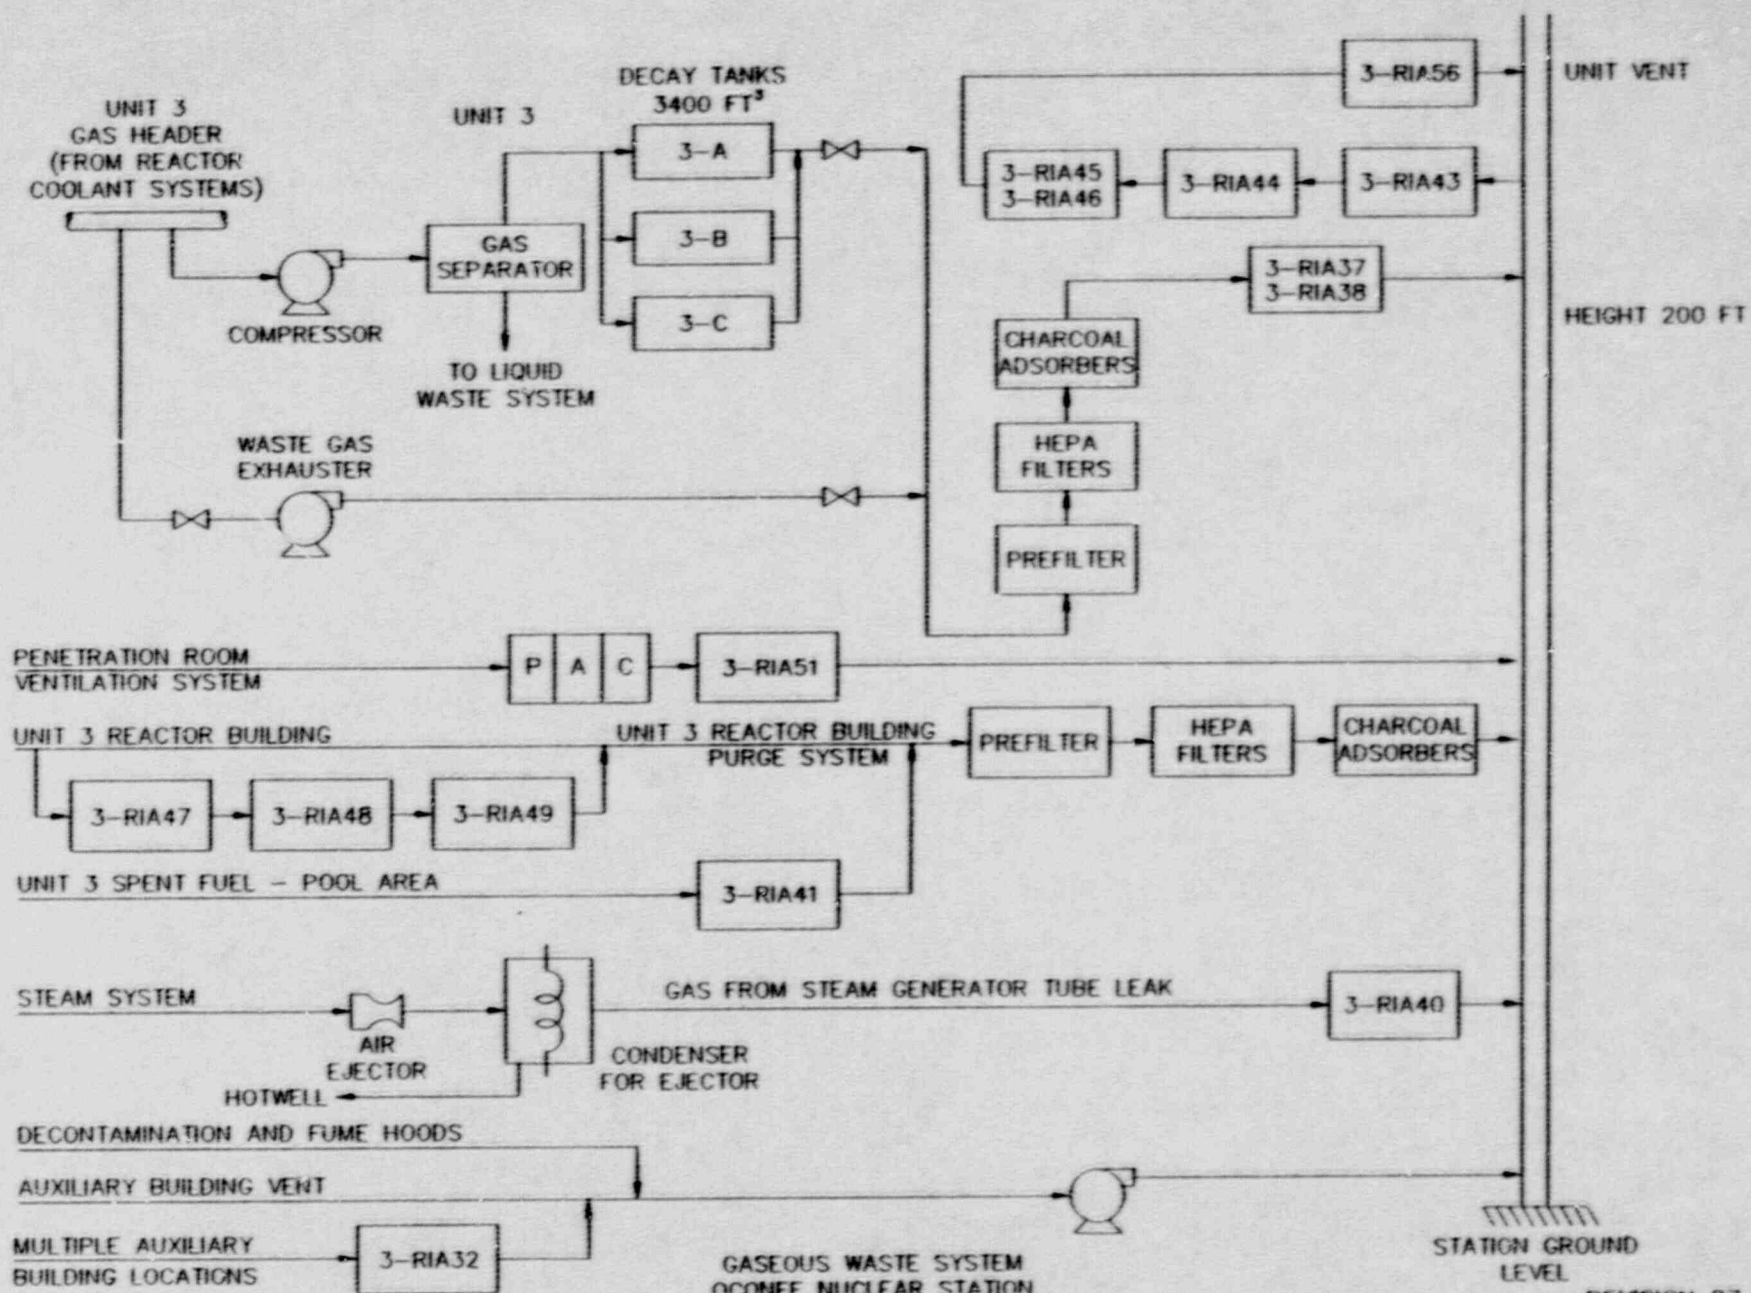 UNIT 3
GAS HEADER
(FROM REACTOR
COOLANT SYSTEMS)
UNIT 3
DECAY TANKS
3400 FT³
3-A
3-B
3-C
GAS
SEPARATOR
COMPRESSOR
TO LIQUID
WASTE SYSTEM
WASTE GAS
EXHAUSTER
3-RIA56
UNIT VENT
3-RIA45
3-RIA46
3-RIA44
3-RIA43
3-RIA37
3-RIA38
HEIGHT 200 FT
CHARCOAL
ADSORBERS
HEPA
FILTERS
PREFILTER
PENETRATION ROOM
VENTILATION SYSTEM
P A C
3-RIA51
UNIT 3 REACTOR BUILDING
UNIT 3 REACTOR BUILDING
PURGE SYSTEM
PREFILTER
HEPA
FILTERS
CHARCOAL
ADSORBERS
3-RIA47
3-RIA48
3-RIA49
UNIT 3 SPENT FUEL - POOL AREA
3-RIA41
STEAM SYSTEM
AIR
EJECTOR
HOTWELL
CONDENSER
FOR EJECTOR
GAS FROM STEAM GENERATOR TUBE LEAK
3-RIA40
DECONTAMINATION AND FUME HOODS
AUXILIARY BUILDING VENT
MULTIPLE AUXILIARY
BUILDING LOCATIONS
3-RIA32
GASEOUS WASTE SYSTEM
OCONEE NUCLEAR STATION
STATION GROUND
LEVEL